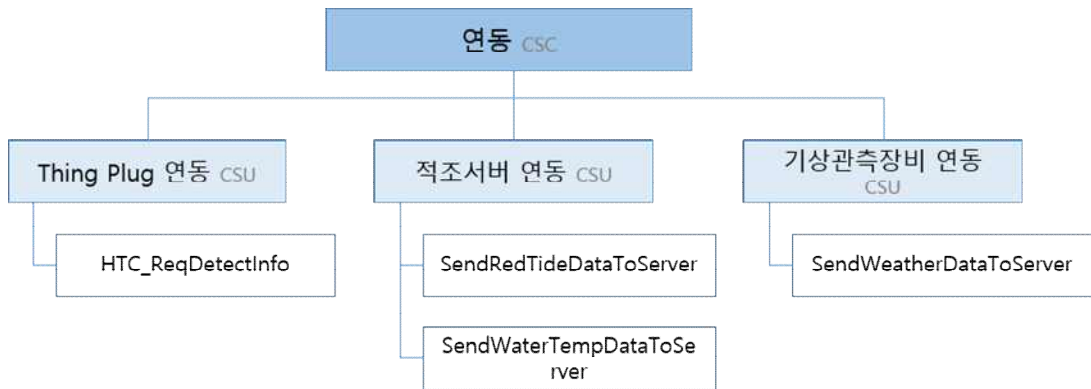 연동 CSC
Thing Plug 연동 CSU
적조서버 연동 CSU
기상관측장비 연동
CSU
HTC_ReqDetectInfo
SendRedTideDataToServer
SendWeatherDataToServer
SendWaterTempDataToSe
rver